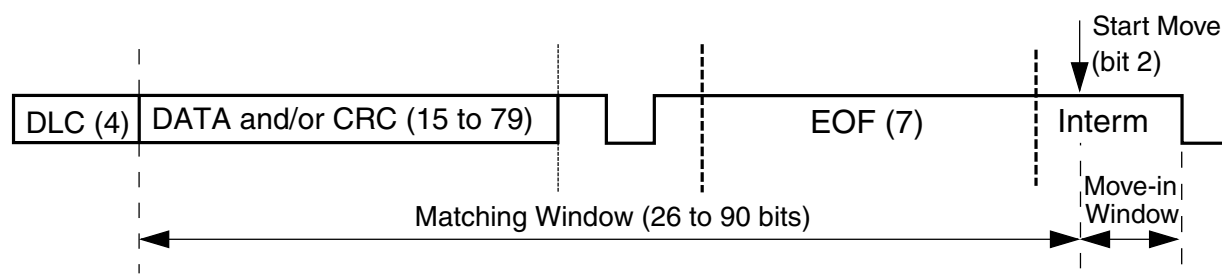 Start Move
(bit 2)
DLC (4)
DATA and/or CRC (15 to 79)
EOF (7)
Interm
Matching Window (26 to 90 bits)
Move-in
Window